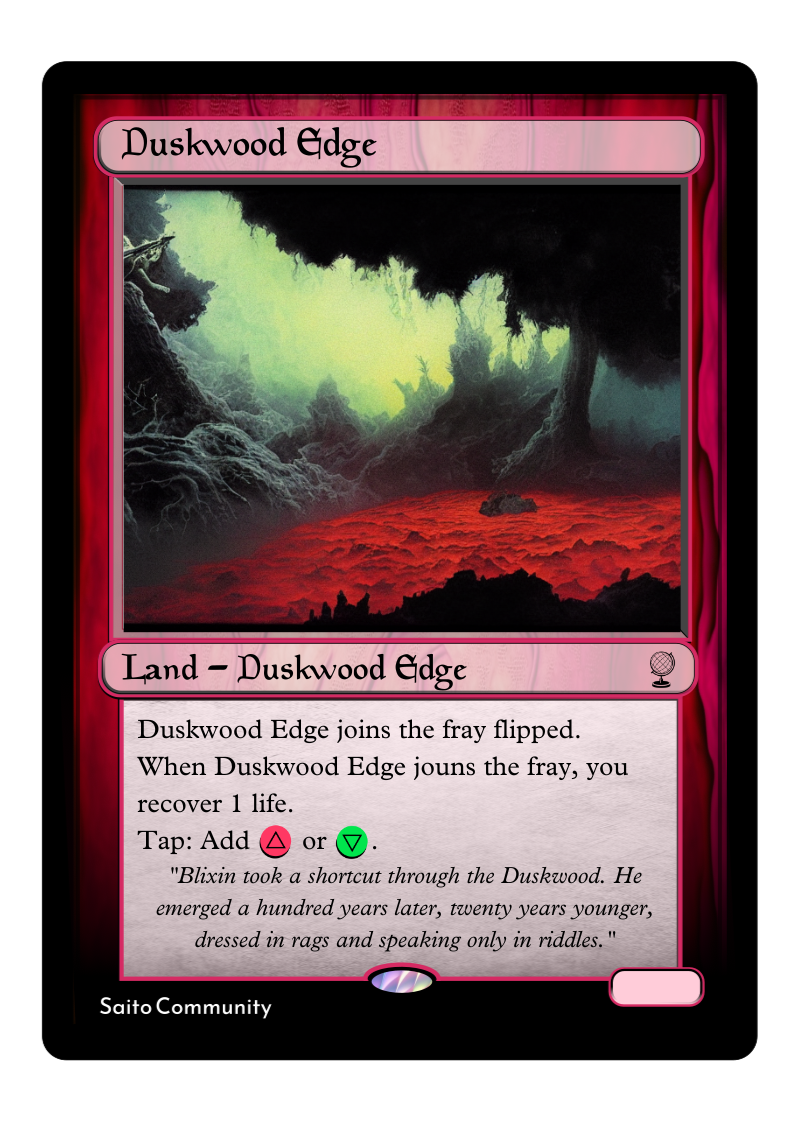 Duskwood Edge
Land – Duskwood Edge
Duskwood Edge joins the fray flipped.
When Duskwood Edge jouns the fray, you
recover 1 life.
Tap: Add △ or ▽.
"Blixin took a shortcut through the Duskwood. He
emerged a hundred years later, twenty years younger,
dressed in rags and speaking only in riddles."
Saito Community